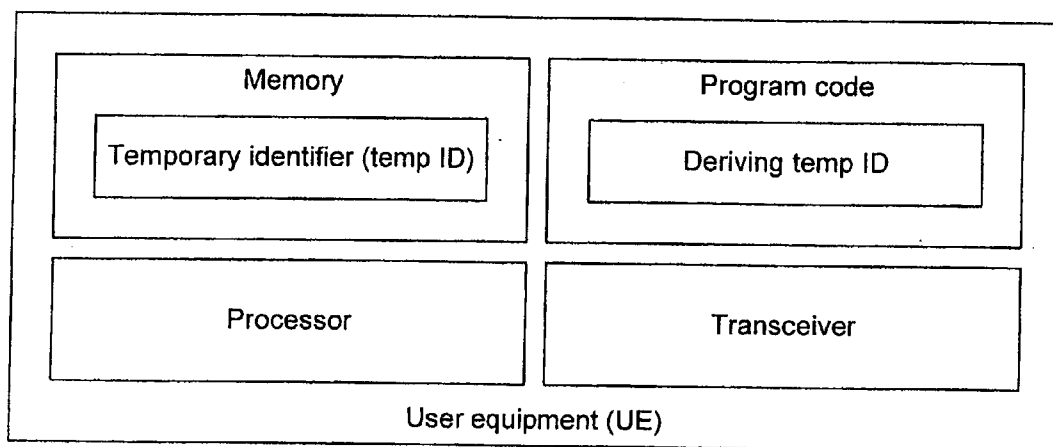 Memory
Temporary identifier (temp ID)
Program code
Deriving temp ID
Processor
Transceiver
User equipment (UE)